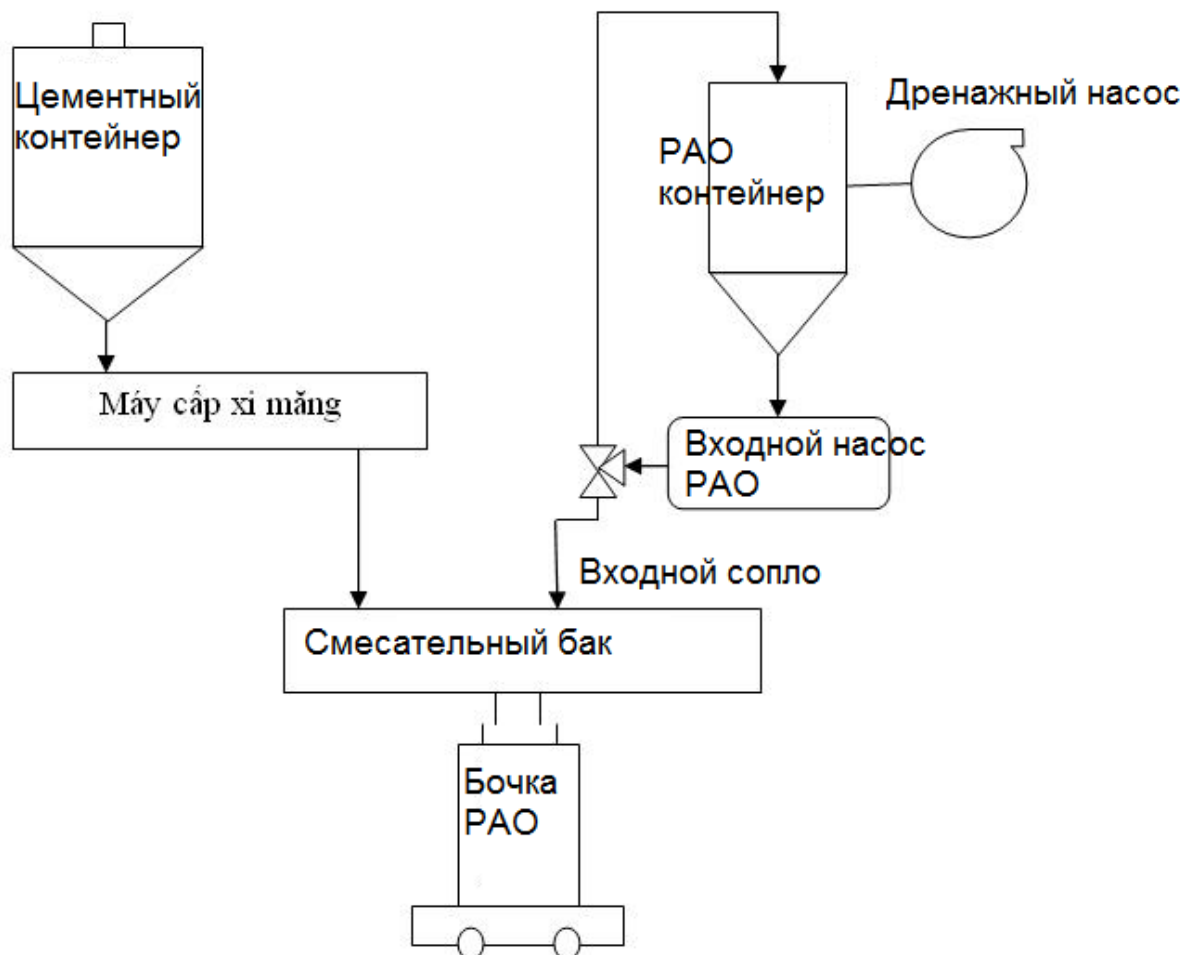 Цементный
контейнер
Дренажный насос
РАО
контейнер
Máy cấp xi măng
Входной насос
РАО
Входной сопло
Смесательный бак
Бочка
РАО